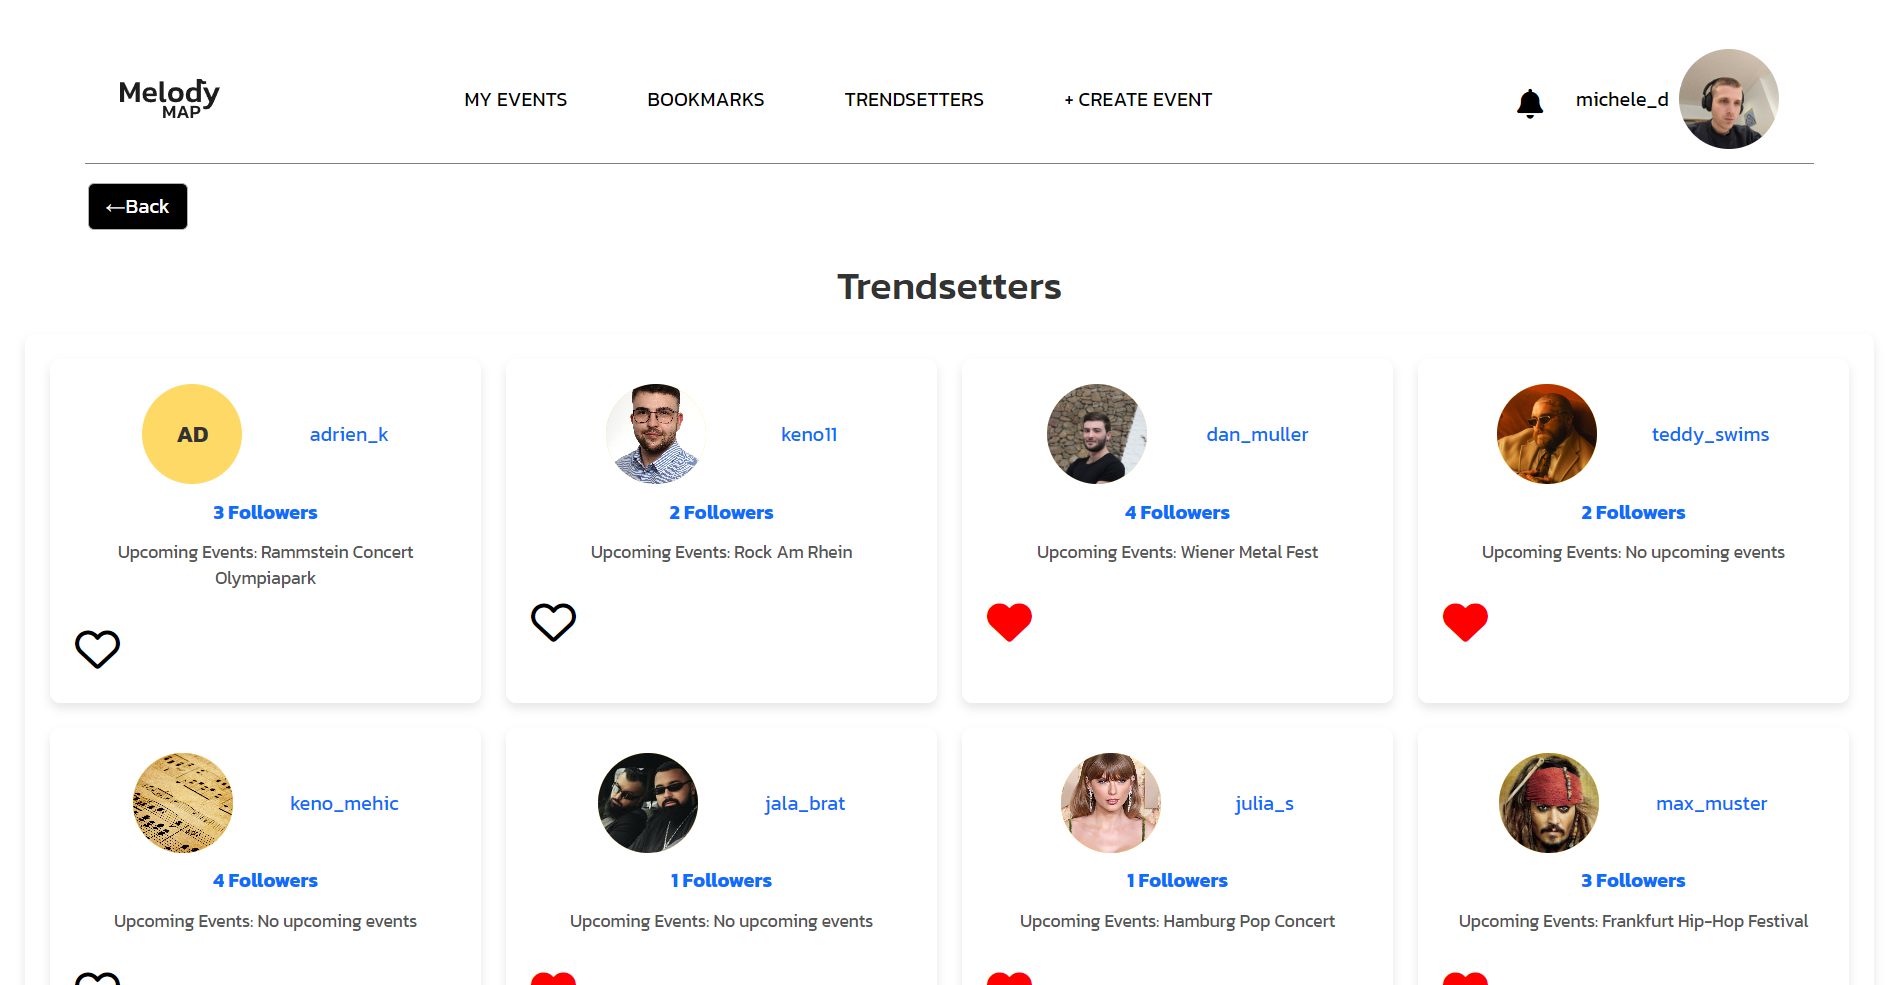 Melody
MAP
MY EVENTS
BOOKMARKS
TRENDSETTERS
+ CREATE EVENT
michele_d
←Back
Trendsetters
AD
adrien_k
3 Followers
Upcoming Events: Rammstein Concert
Olympiapark
keno11
2 Followers
Upcoming Events: Rock Am Rhein
dan_muller
4 Followers
Upcoming Events: Wiener Metal Fest
teddy_swims
2 Followers
Upcoming Events: No upcoming events
keno_mehic
4 Followers
Upcoming Events: No upcoming events
jala_brat
1 Followers
Upcoming Events: No upcoming events
julia_s
1 Followers
Upcoming Events: Hamburg Pop Concert
max_muster
3 Followers
Upcoming Events: Frankfurt Hip-Hop Festival